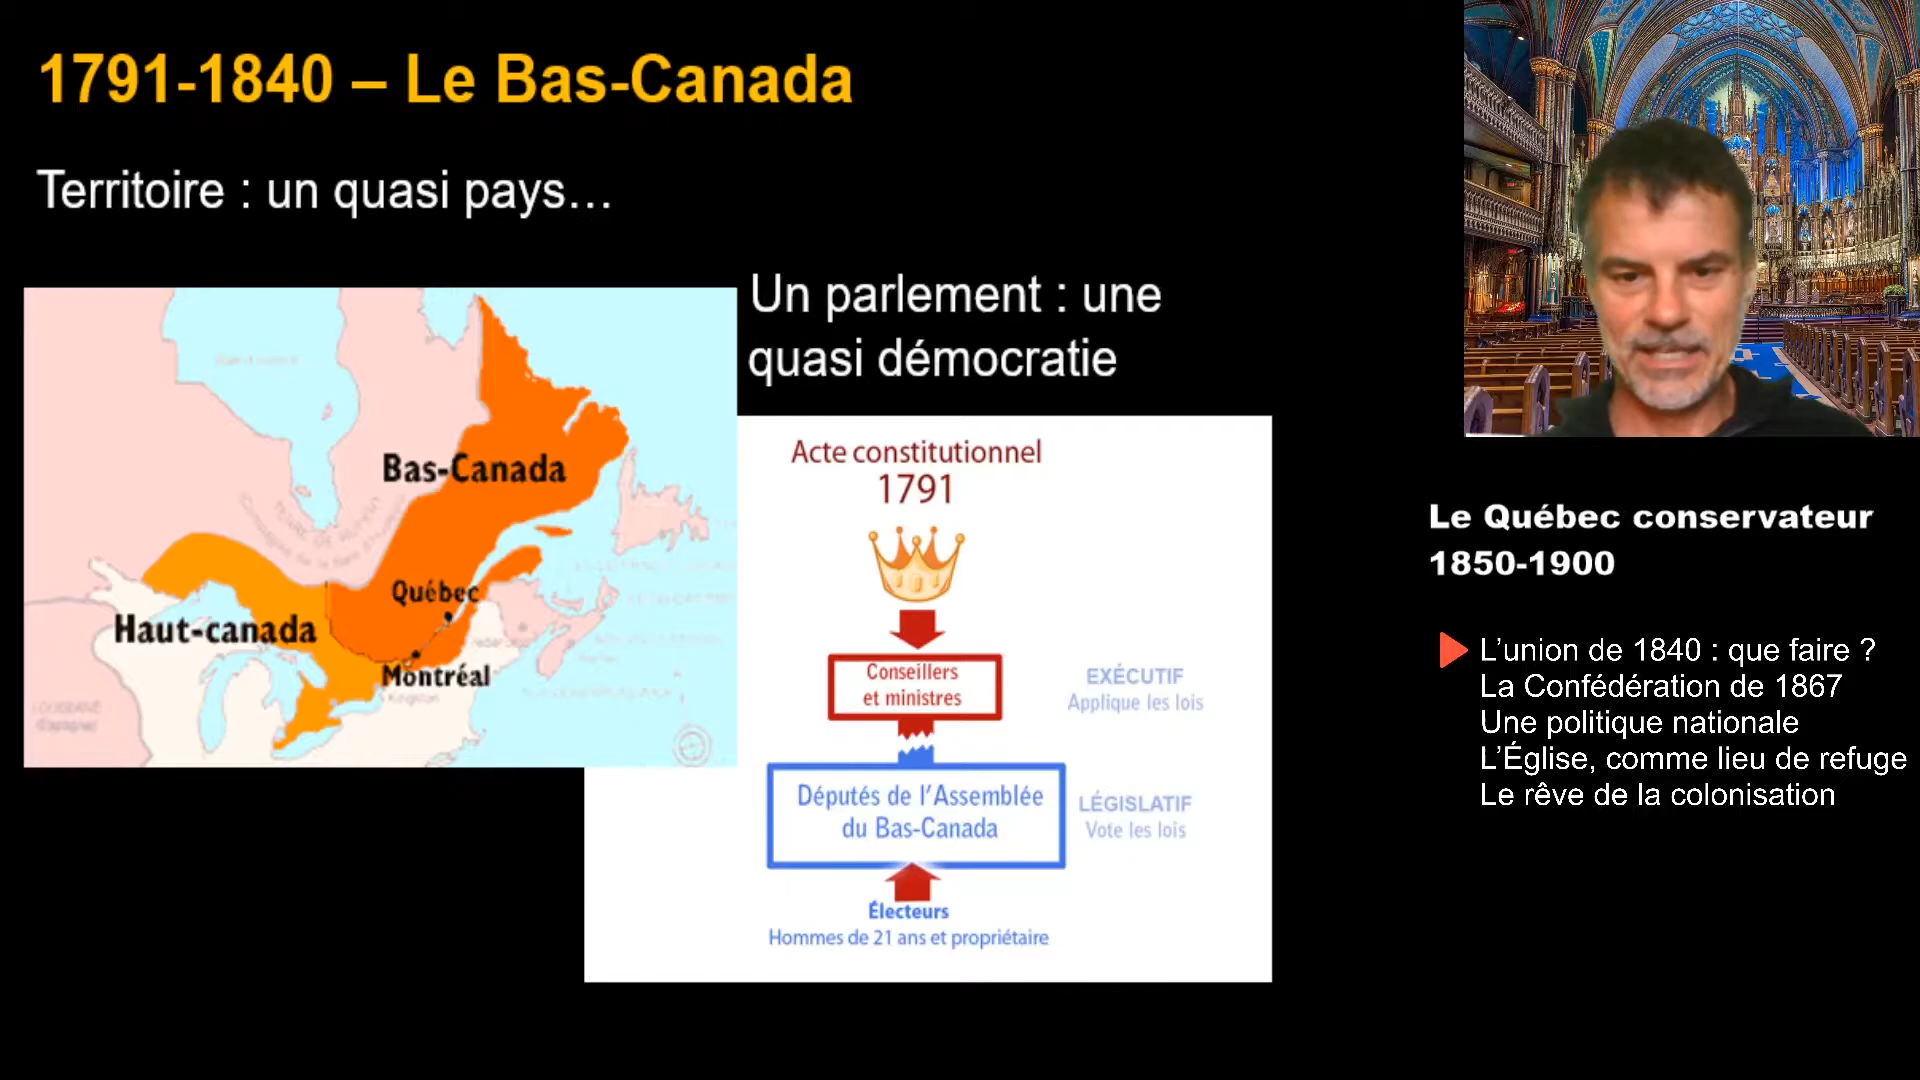 1791-1840 – Le Bas-Canada
Territoire : un quasi pays…
Un parlement : une
quasi démocratie
Bas-Canada
Québec
Haut-canada
Montréal
Kingston
LOUISIANE
Acte constitutionnel
1791
Conseillers
et ministres
EXÉCUTIF
Applique les lois
Députés de l'Assemblée
du Bas-Canada
LÉGISLATIF
Vote les lois
Électeurs
Hommes de 21 ans et propriétaire
Le Québec conservateur
1850-1900
L'union de 1840 : que faire ?
La Confédération de 1867
Une politique nationale
L'Église, comme lieu de refuge
Le rêve de la colonisation